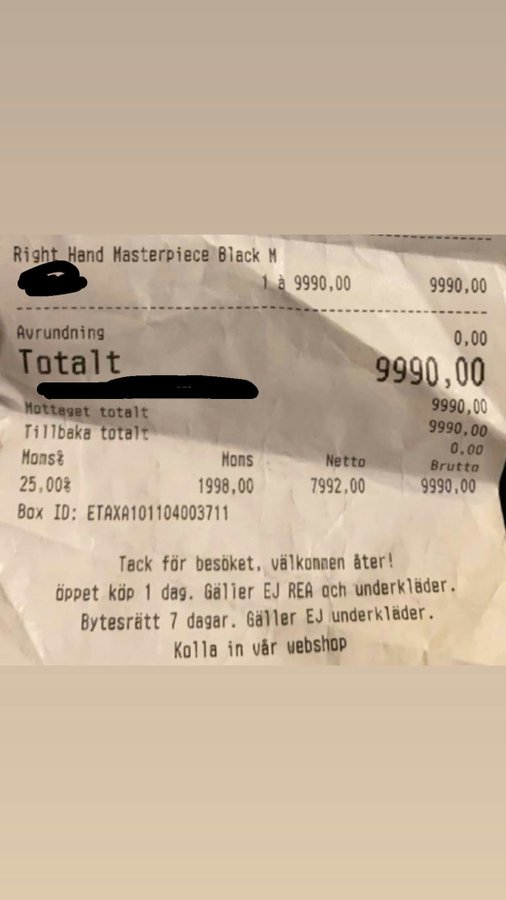 Right Hand Masterpiece Black M
1 à 9990,00 9990,00
Avrundning 0,00
Totalt 9990,00
9990,00
Mottaget totalt 9990,00
Tillbaka totalt 0,00
Moms% Moms Netto Brutto
25,00% 1998,00 7992,00 9990,00
Box ID: ETAXA101104003711
Tack för besöket, välkommen åter!
öppet köp 1 dag. Gäller EJ REA och underkläder.
Bytesrätt 7 dagar. Gäller EJ underkläder.
Kolla in vår webshop